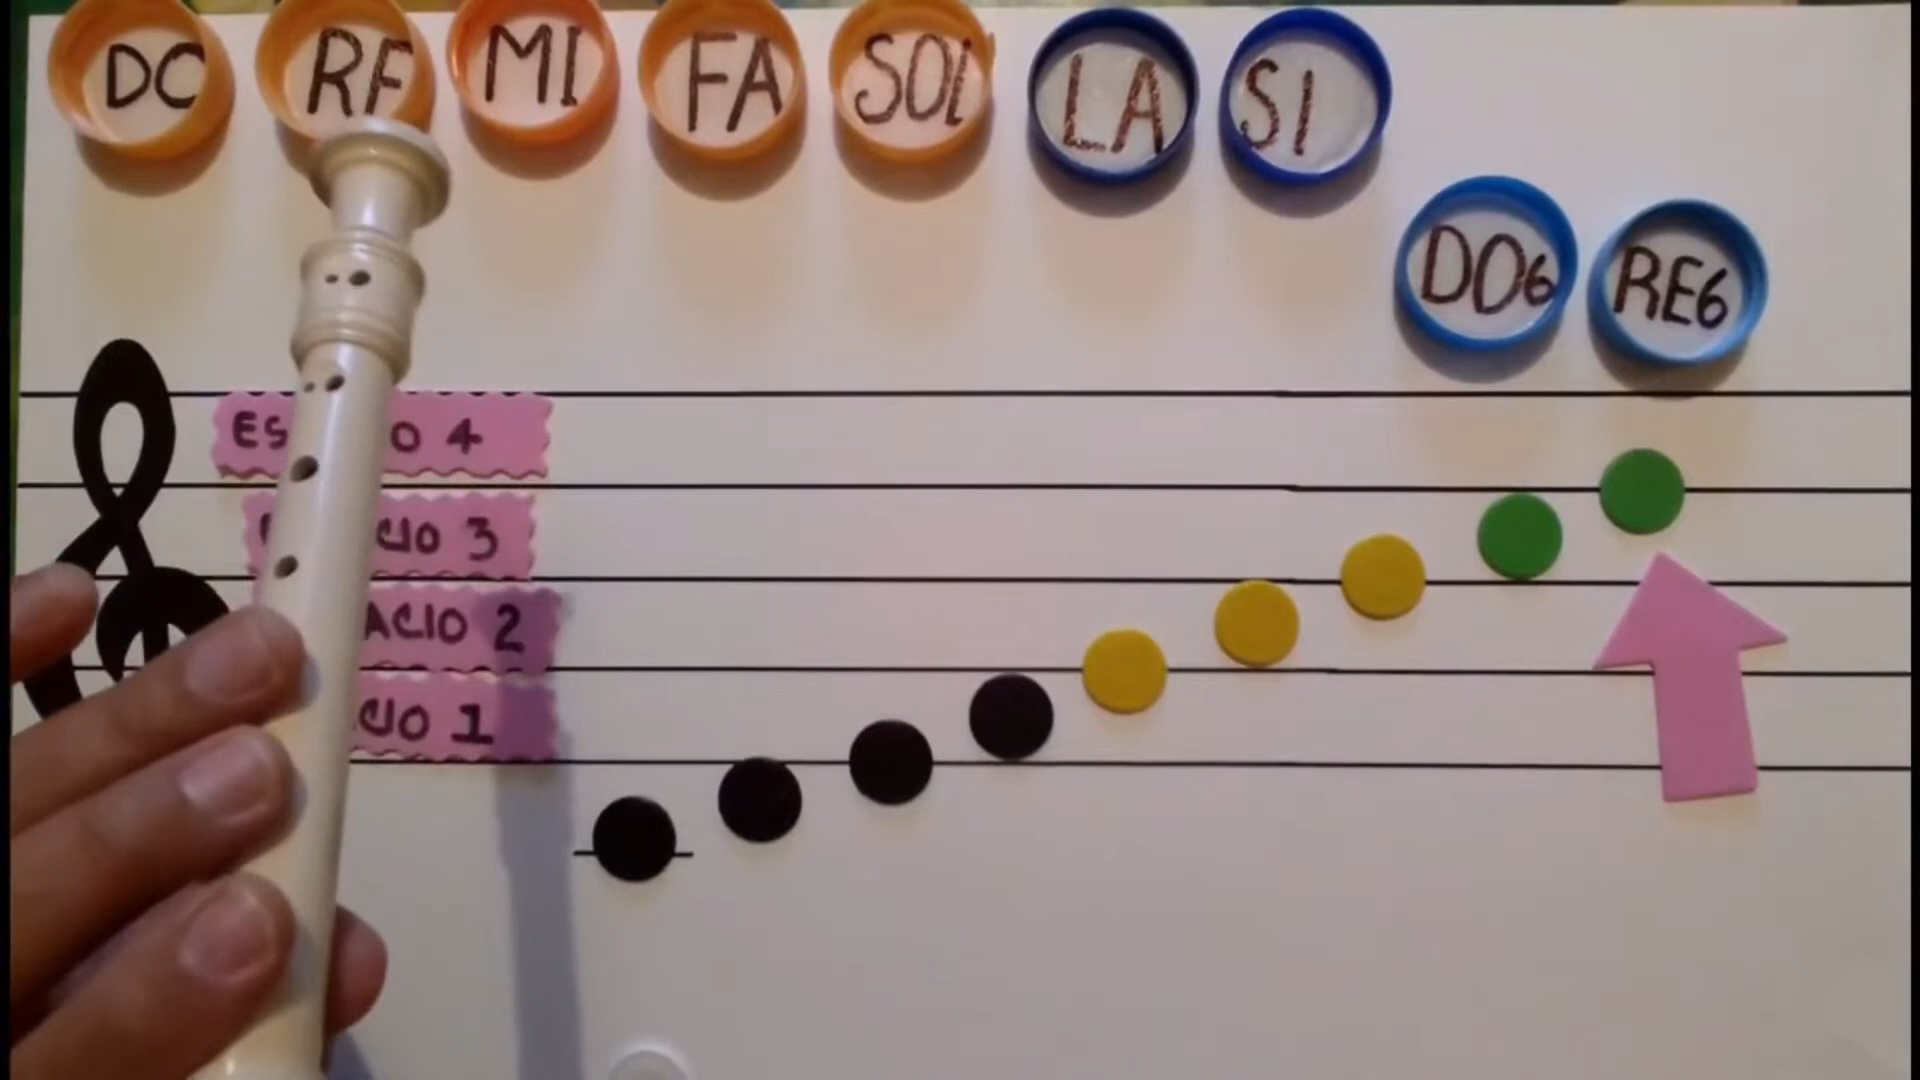 DO RE MI FA SOL LA SI
DO6 RE6
ES O 4
CIO 3
ACIO 2
CIO 1